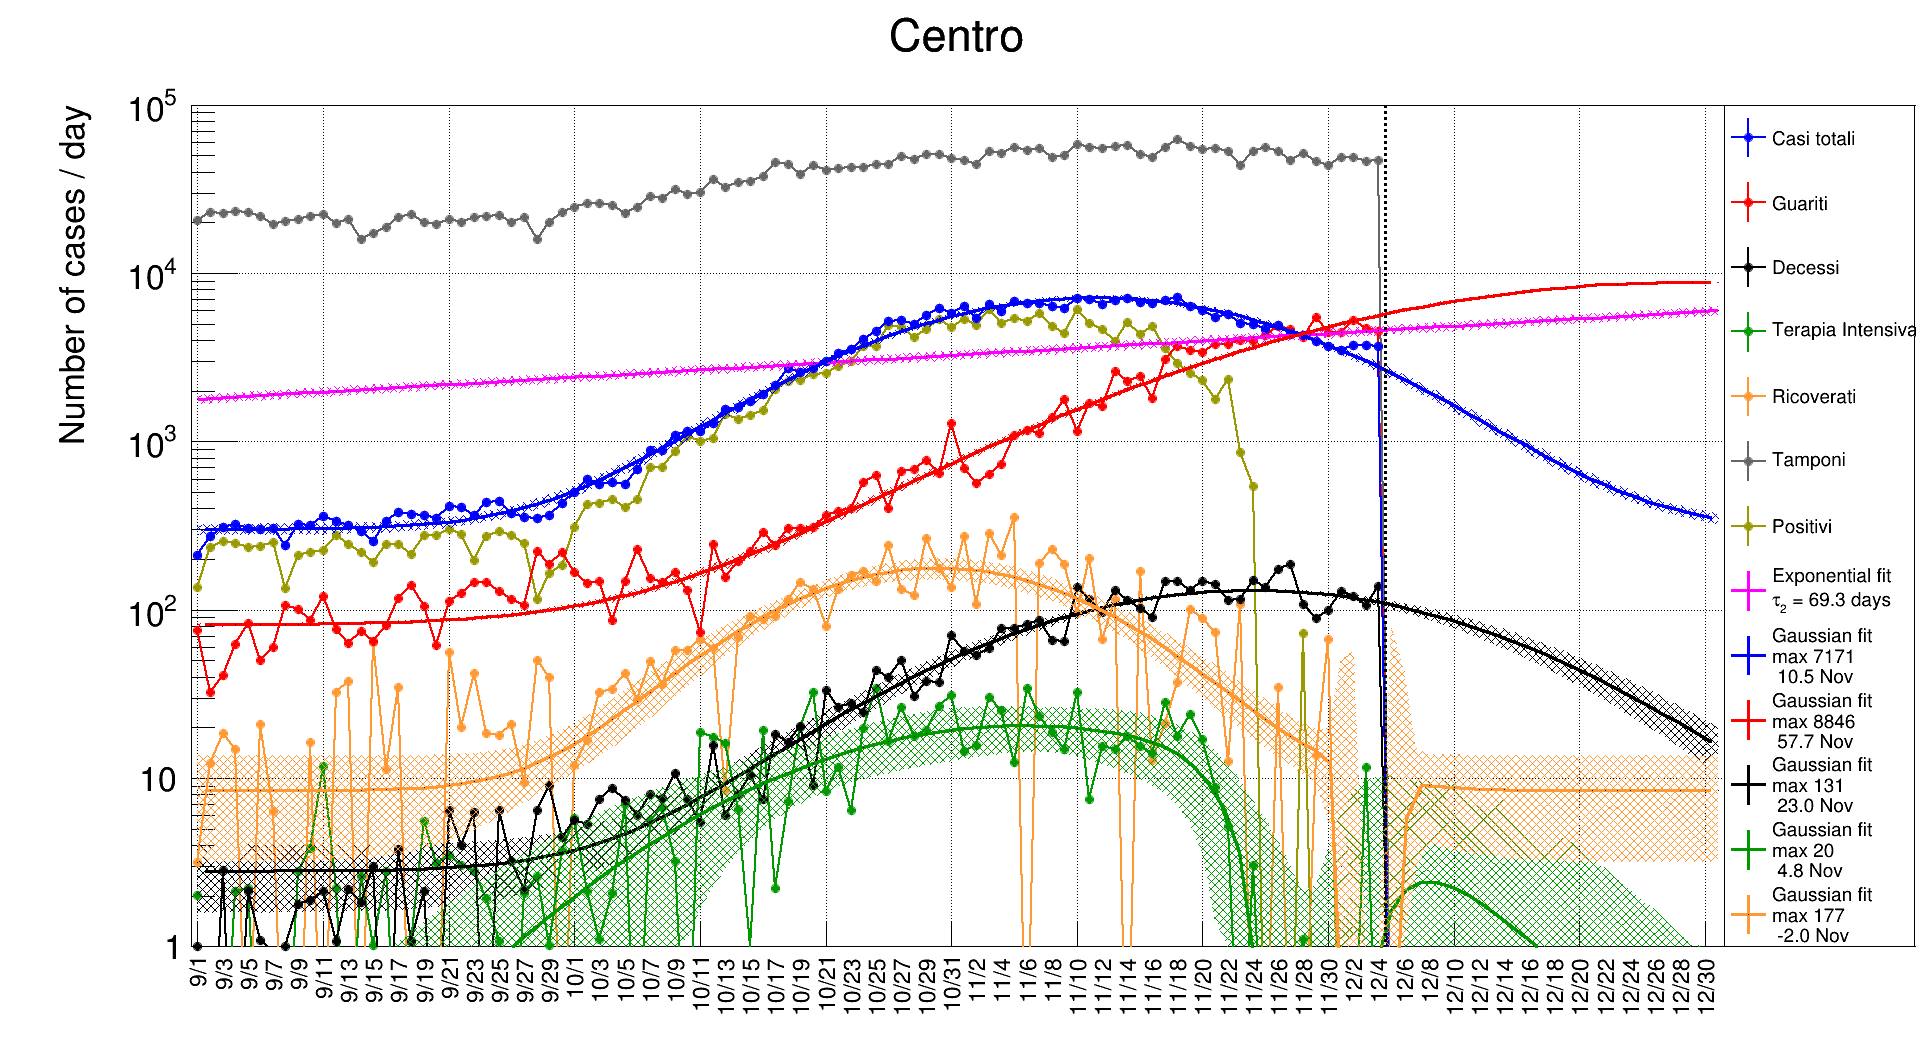 Centro
Number of cases / day
10^5
10^4
10^3
10^2
10
1
9/1 9/3 9/5 9/7 9/9 9/11 9/13 9/15 9/17 9/19 9/21 9/23 9/25 9/27 9/29 10/1 10/3 10/5 10/7 10/9 10/11 10/13 10/15 10/17 10/19 10/21 10/23 10/25 10/27 10/29 10/31 11/2 11/4 11/6 11/8 11/10 11/12 11/14 11/16 11/18 11/20 11/22 11/24 11/26 11/28 11/30 12/2 12/4 12/6 12/8 12/10 12/12 12/14 12/16 12/18 12/20 12/22 12/24 12/26 12/28 12/30
Casi totali
Guariti
Decessi
Terapia Intensiva
Ricoverati
Tamponi
Positivi
Exponential fit
τ2 = 69.3 days
Gaussian fit
max 7171
10.5 Nov
Gaussian fit
max 8846
57.7 Nov
Gaussian fit
max 131
23.0 Nov
Gaussian fit
max 20
4.8 Nov
Gaussian fit
max 177
-2.0 Nov